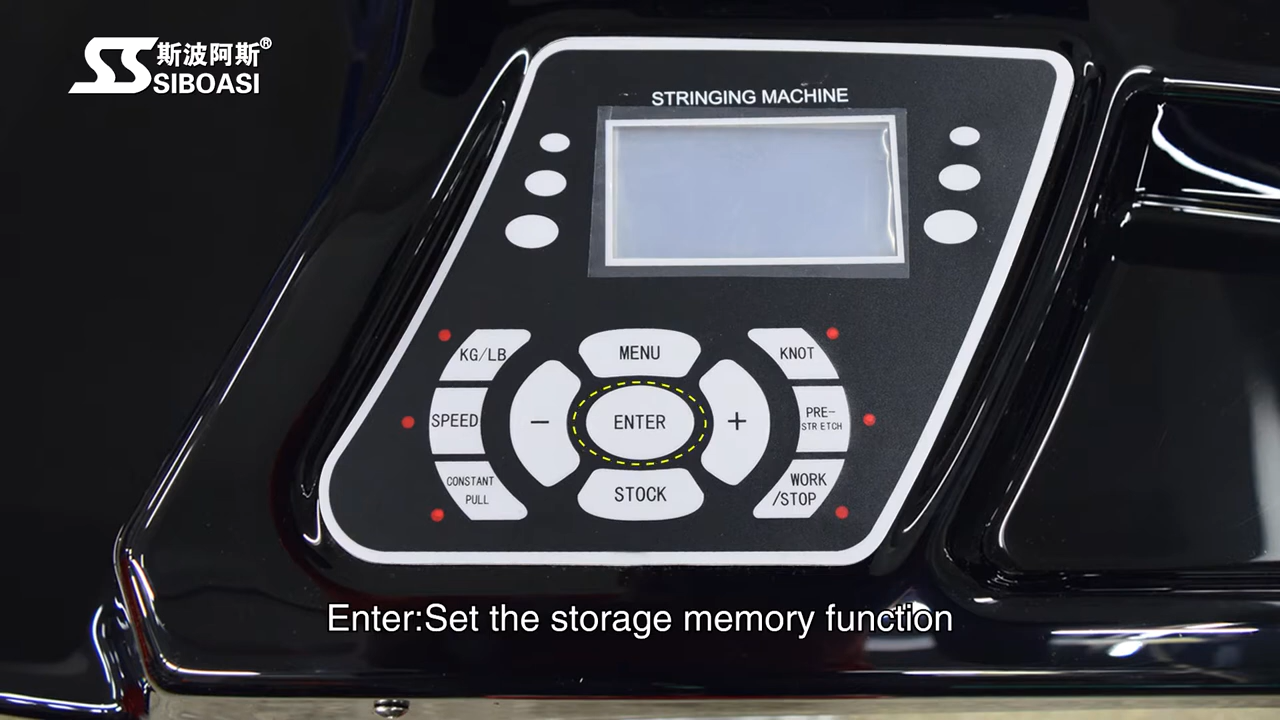 斯波阿斯®
SIBOASI
STRINGING MACHINE
KG/LB
MENU
KNOT
SPEED
−
ENTER
+
PRE-
STRETCH
CONSTANT
PULL
STOCK
WORK
/STOP
Enter:Set the storage memory function